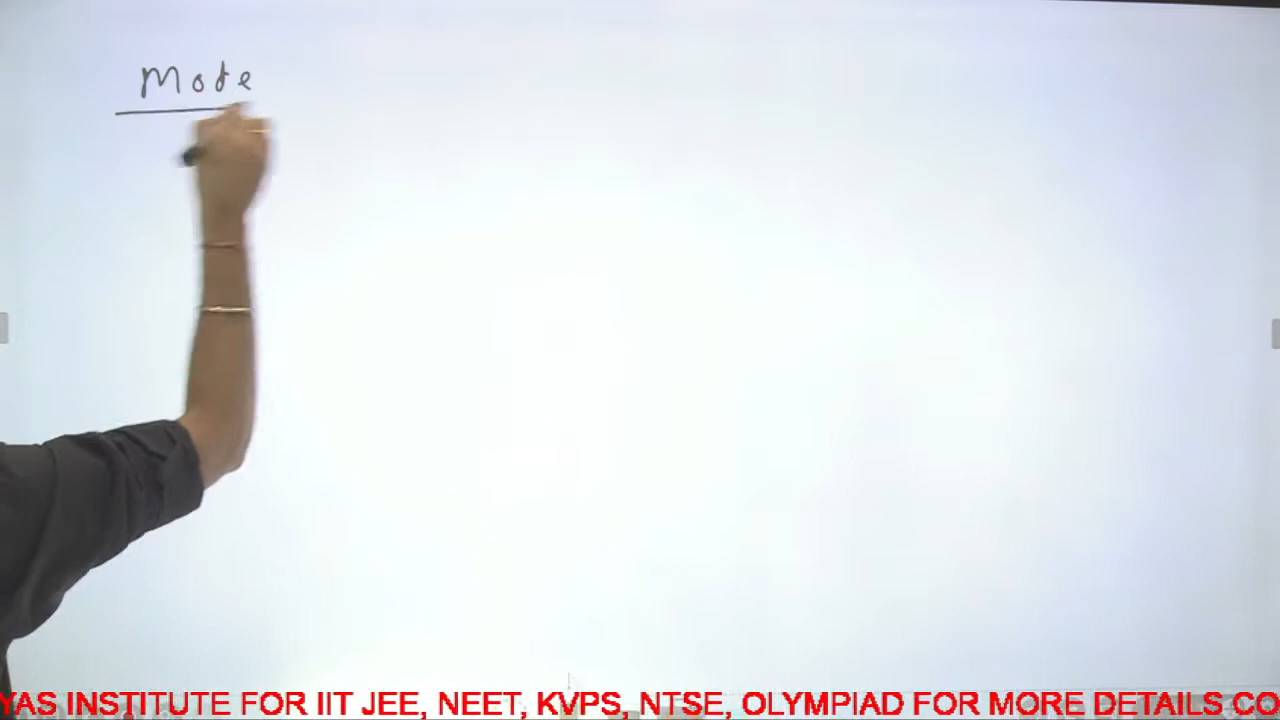 Mode
YAS INSTITUTE FOR IIT JEE, NEET, KVPS, NTSE, OLYMPIAD FOR MORE DETAILS CO